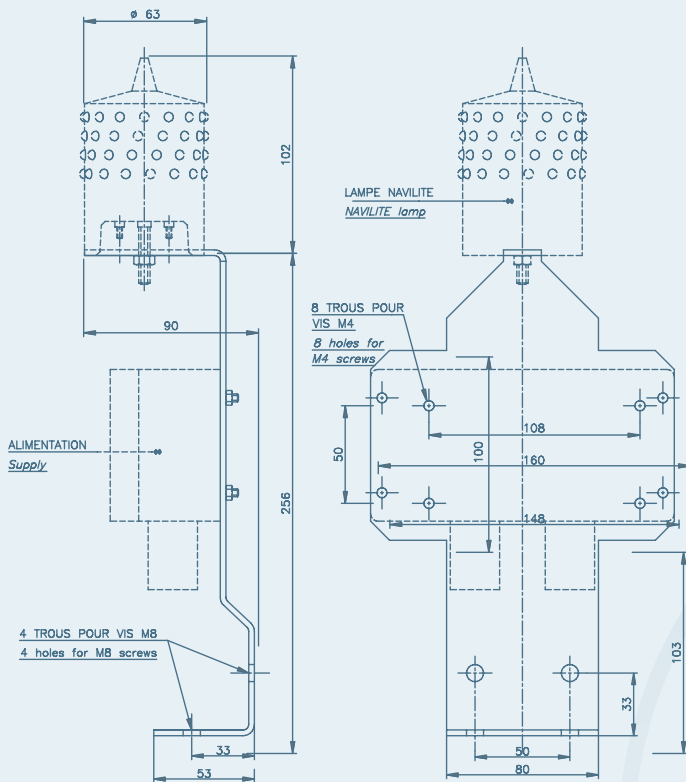 ø 63
102
LAMPE NAVILITE
NAVILITE lamp
90
8 TROUS POUR
VIS M4
8 holes for
M4 screws
108
50
100
160
148
ALIMENTATION
Supply
256
4 TROUS POUR VIS M8
4 holes for M8 screws
103
33
33
50
53
80